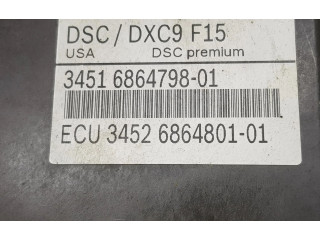 DSC / DXC9 F15
USA DSC premium
3451 6864798-01
ECU 3452 6864801-01